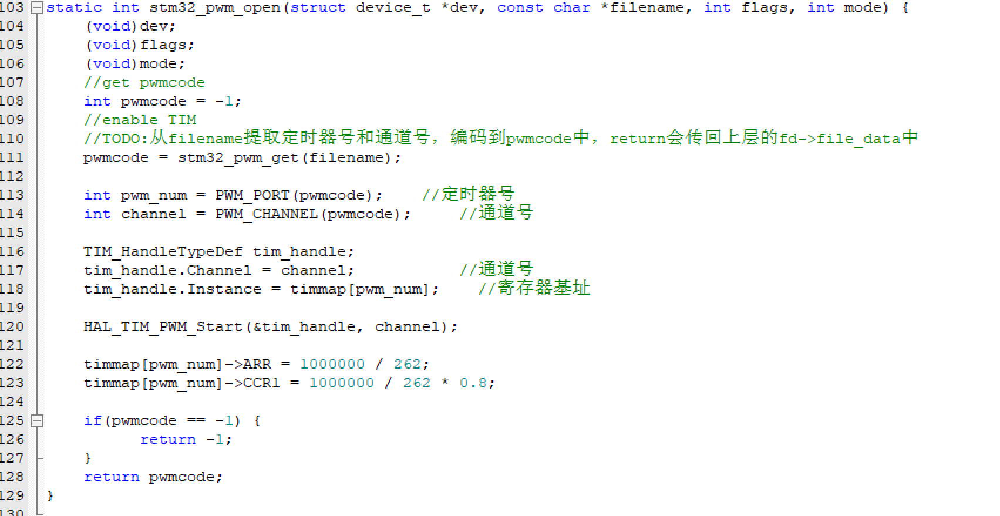 103 static int stm32_pwm_open(struct device_t *dev, const char *filename, int flags, int mode) {
104 (void)dev;
105 (void)flags;
106 (void)mode;
107 //get pwmcode
108 int pwmcode = -1;
109 //enable TIM
110 //TODO:从filename提取定时器号和通道号，编码到pwmcode中，return会传回上层的fd->file_data中
111 pwmcode = stm32_pwm_get(filename);
112
113 int pwm_num = PWM_PORT(pwmcode); //定时器号
114 int channel = PWM_CHANNEL(pwmcode); //通道号
115
116 TIM_HandleTypeDef tim_handle;
117 tim_handle.Channel = channel; //通道号
118 tim_handle.Instance = timmap[pwm_num]; //寄存器基址
119
120 HAL_TIM_PWM_Start(&tim_handle, channel);
121
122 timmap[pwm_num]->ARR = 1000000 / 262;
123 timmap[pwm_num]->CCR1 = 1000000 / 262 * 0.8;
124
125 if(pwmcode == -1) {
126 return -1;
127 }
128 return pwmcode;
129 }
130